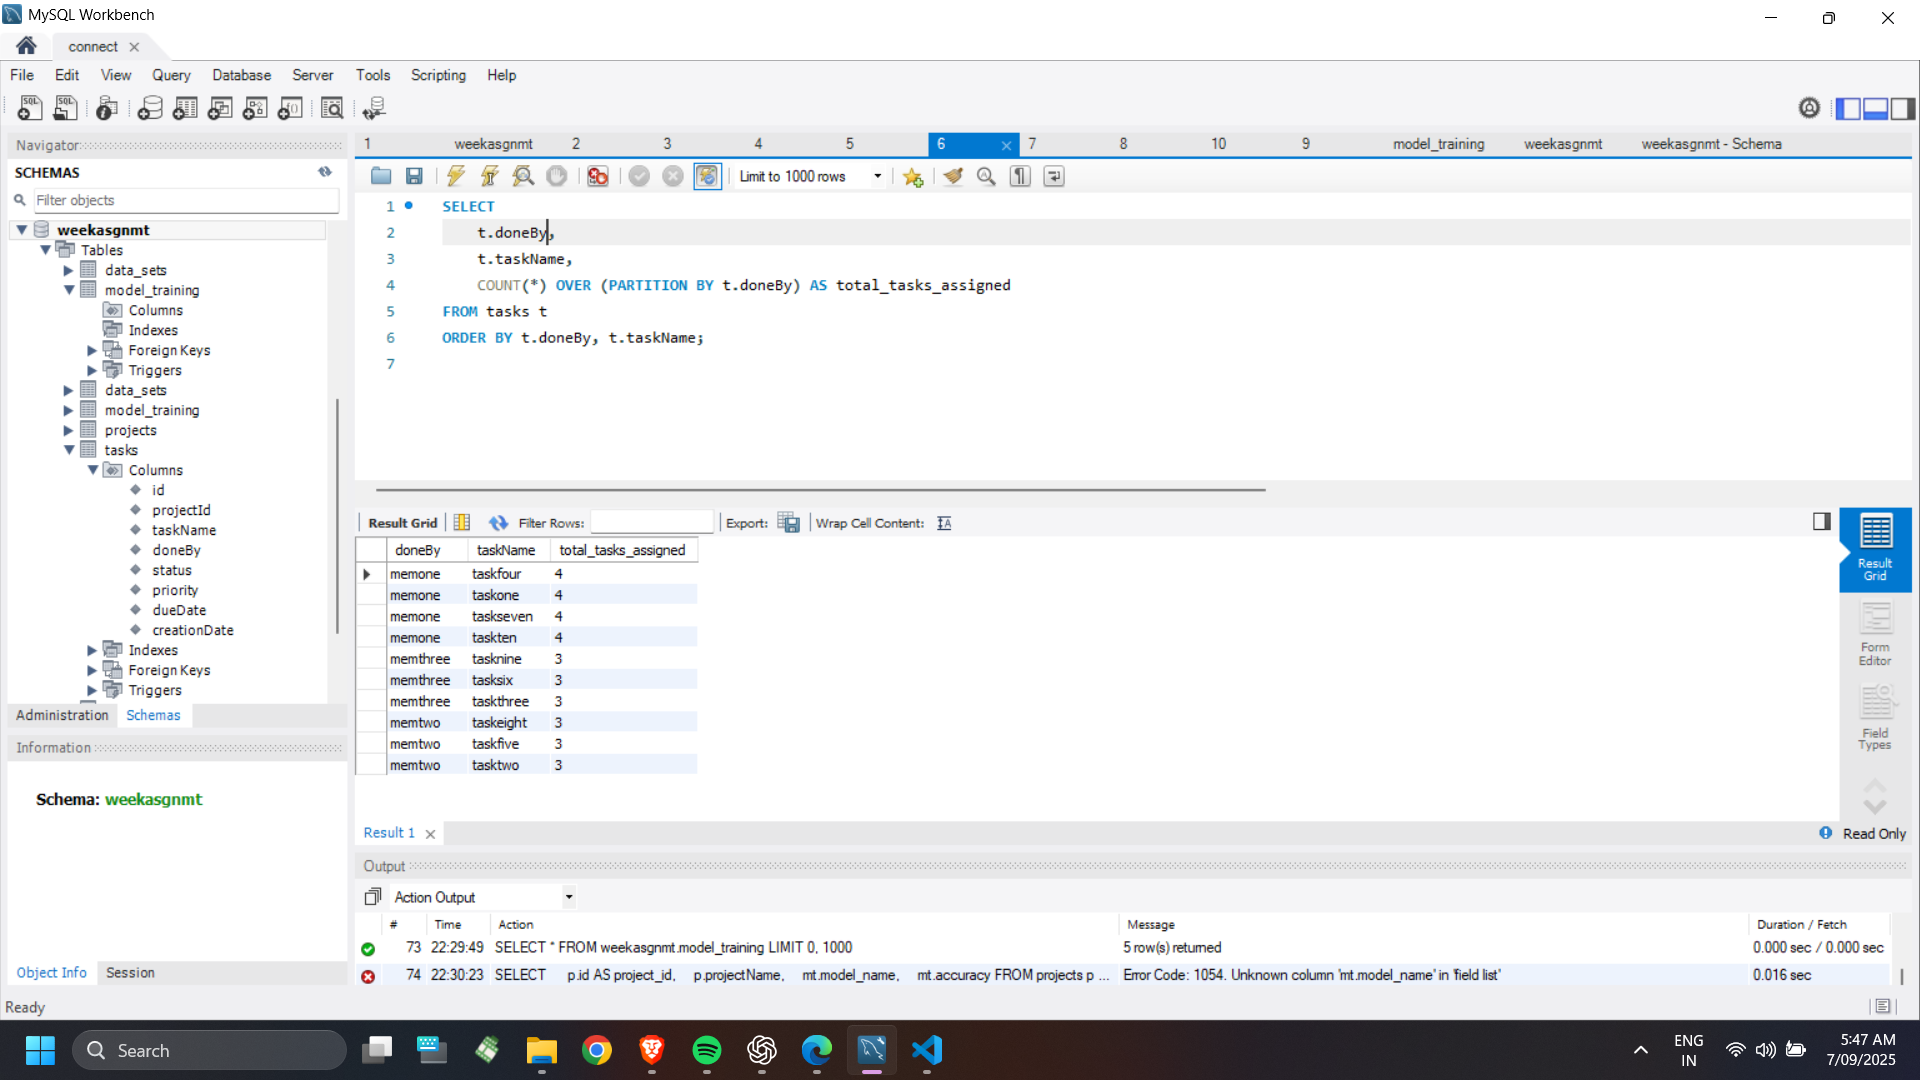 MySQL Workbench
connect
File Edit View Query Database Server Tools Scripting Help
Navigator
SCHEMAS
Filter objects
weekasgnmt
Tables
data_sets
model_training
Columns
Indexes
Foreign Keys
Triggers
data_sets
model_training
projects
tasks
Columns
id
projectId
taskName
doneBy
status
priority
dueDate
creationDate
Indexes
Foreign Keys
Triggers
Administration Schemas
Information
Schema: weekasgnmt
Object Info Session
Ready
1 weekasgnmt 2 3 4 5 6 7 8 10 9 model_training weekasgnmt weekasgnmt - Schema
Limit to 1000 rows
1 SELECT
2 t.doneBy,
3 t.taskName,
4 COUNT(*) OVER (PARTITION BY t.doneBy) AS total_tasks_assigned
5 FROM tasks t
6 ORDER BY t.doneBy, t.taskName;
7
Result Grid Filter Rows: Export: Wrap Cell Content:
doneBy taskName total_tasks_assigned
memone taskfour 4
memone taskone 4
memone taskseven 4
memone taskten 4
memthree tasknine 3
memthree tasksix 3
memthree taskthree 3
memtwo taskeight 3
memtwo taskfive 3
memtwo tasktwo 3
Result
Grid
Form
Editor
Field
Types
Result 1
Read Only
Output
Action Output
# Time Action Message Duration / Fetch
73 22:29:49 SELECT * FROM weekasgnmt.model_training LIMIT 0, 1000 5 row(s) returned 0.000 sec / 0.000 sec
74 22:30:23 SELECT p.id AS project_id, p.projectName, mt.model_name, mt.accuracy FROM projects p ... Error Code: 1054. Unknown column 'mt.model_name' in 'field list' 0.016 sec
Search
ENG
IN
5:47 AM
7/09/2025